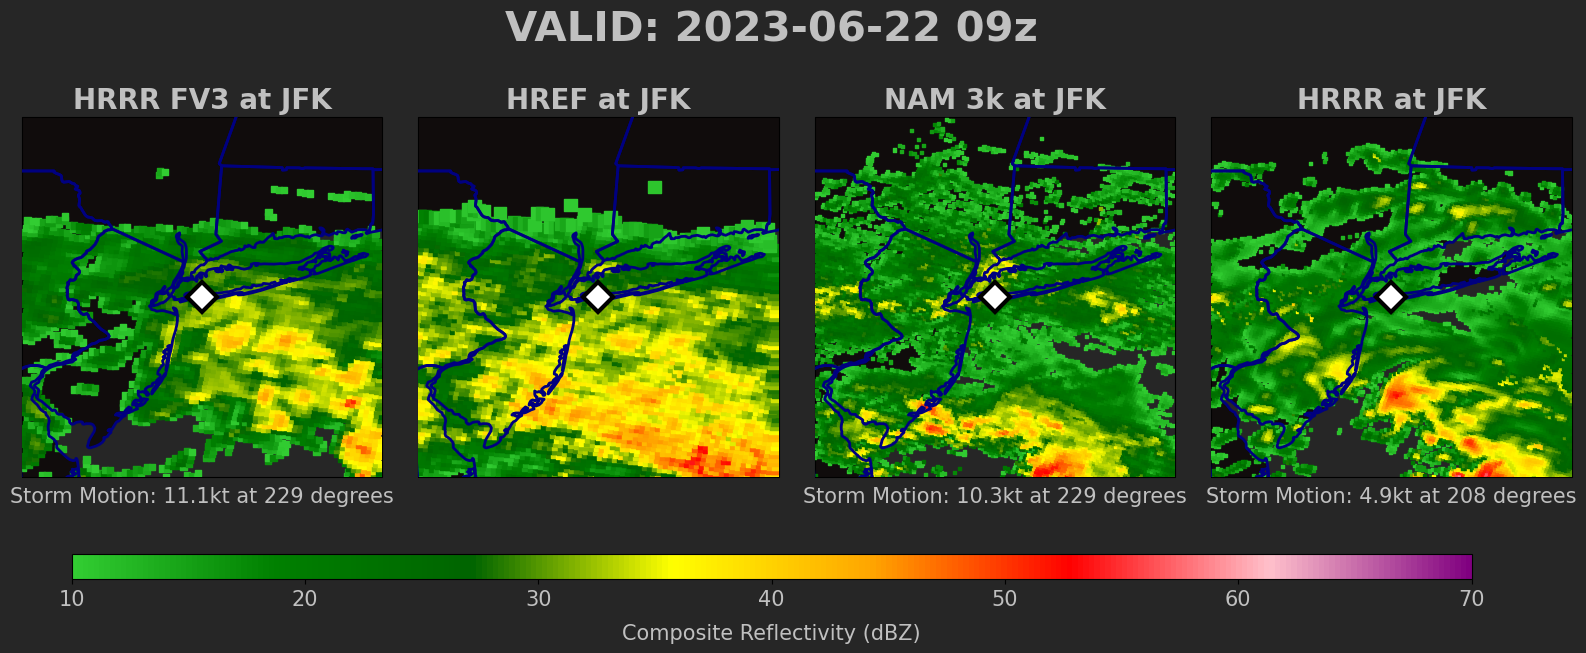 VALID: 2023-06-22 09z
HRRR FV3 at JFK
HREF at JFK
NAM 3k at JFK
HRRR at JFK
Storm Motion: 11.1kt at 229 degrees
Storm Motion: 10.3kt at 229 degrees
Storm Motion: 4.9kt at 208 degrees
10 20 30 40 50 60 70
Composite Reflectivity (dBZ)